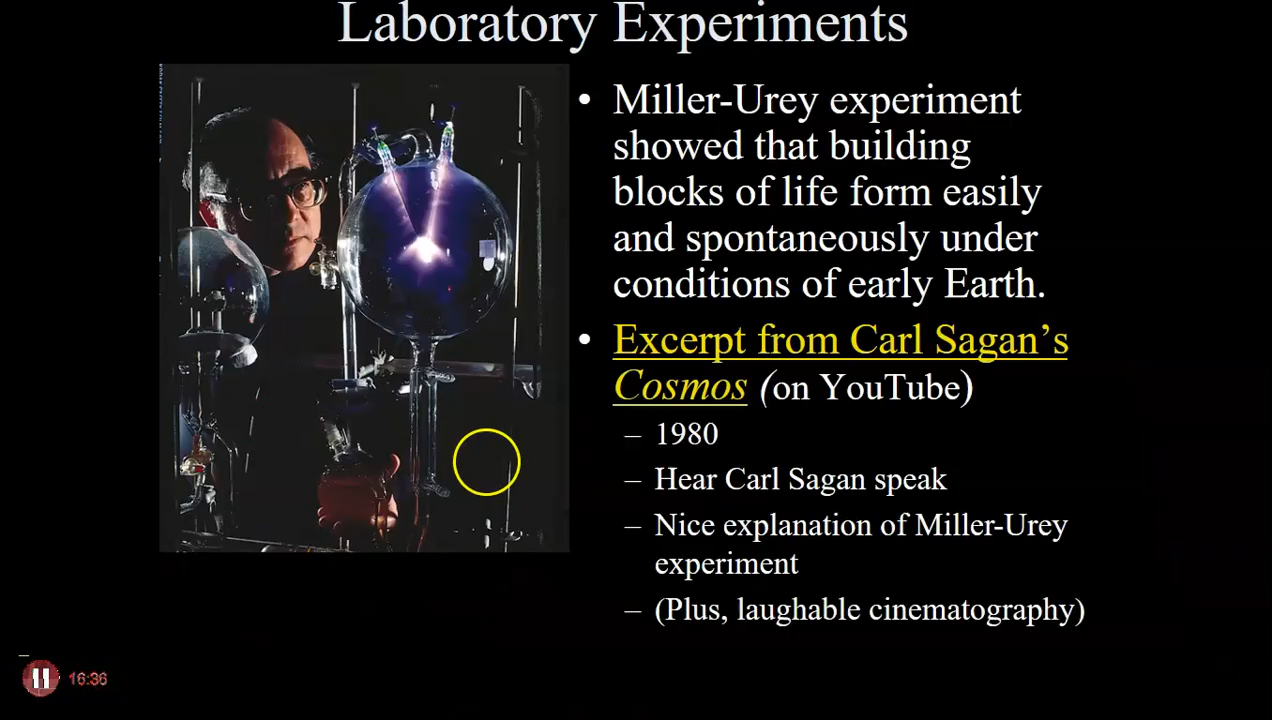 Laboratory Experiments
• Miller-Urey experiment
showed that building
blocks of life form easily
and spontaneously under
conditions of early Earth.
• Excerpt from Carl Sagan’s
Cosmos (on YouTube)
– 1980
– Hear Carl Sagan speak
– Nice explanation of Miller-Urey
experiment
– (Plus, laughable cinematography)
16:36